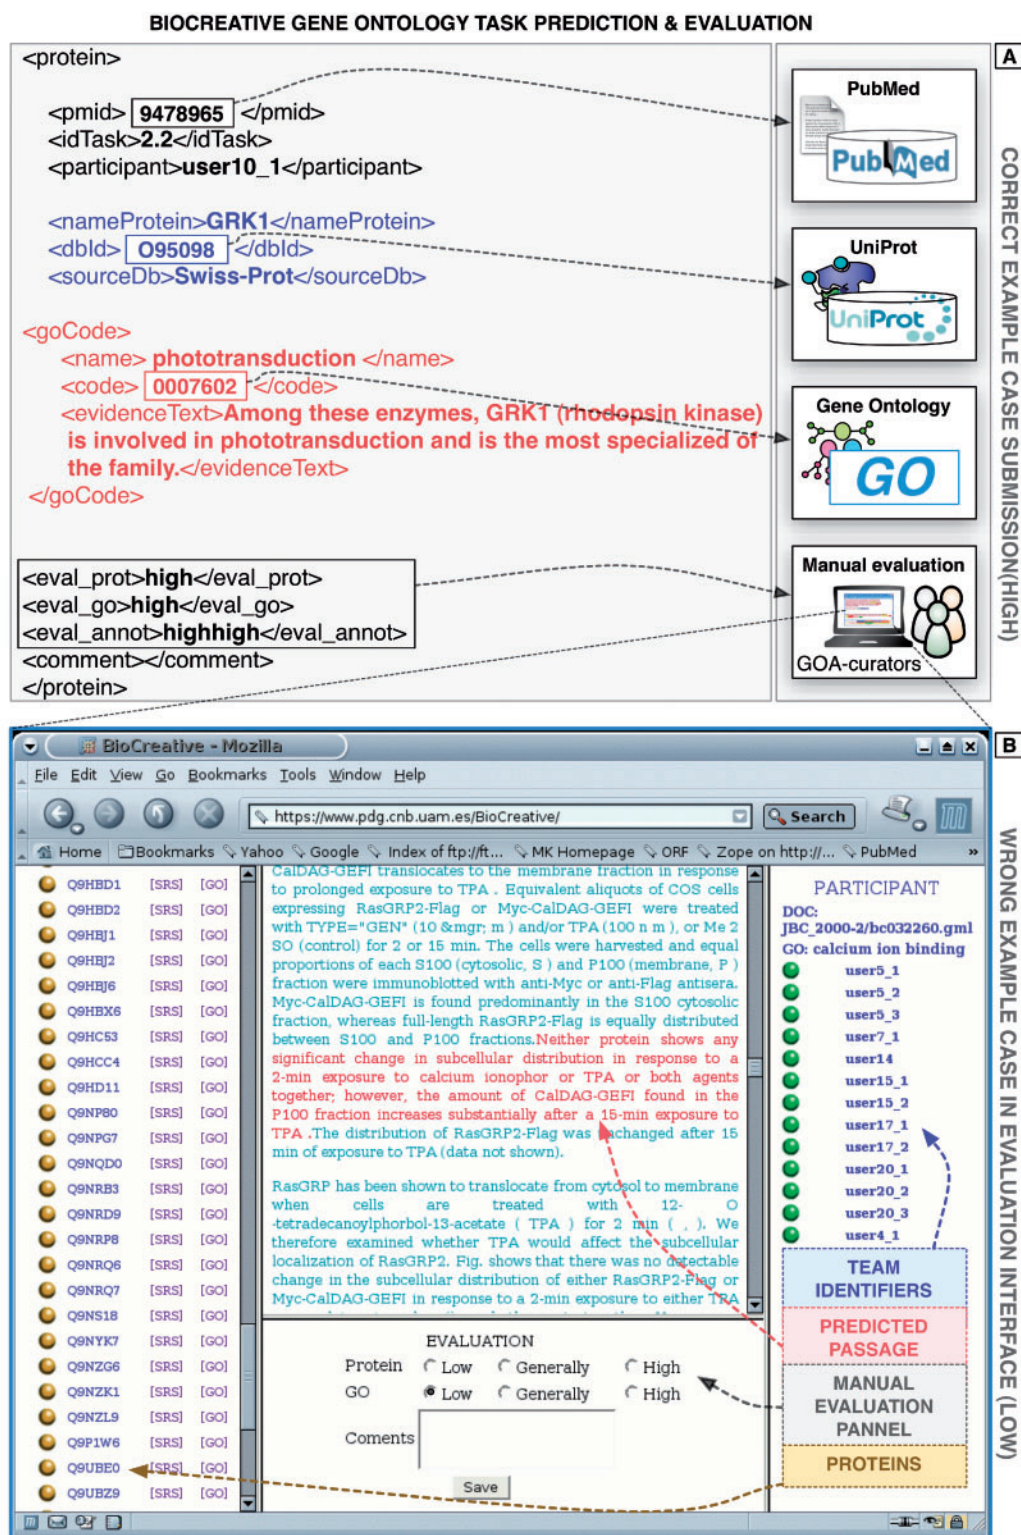 BIOCREATIVE GENE ONTOLOGY TASK PREDICTION & EVALUATION
<protein>
<pmid> 9478965 </pmid>
<idTask>2.2</idTask>
<participant>user10_1</participant>
<nameProtein>GRK1</nameProtein>
<dbId> O95098 </dbId>
<sourceDb>Swiss-Prot</sourceDb>
<goCode>
<name> phototransduction </name>
<code> 0007602 </code>
<evidenceText>Among these enzymes, GRK1 (rhodopsin kinase)
is involved in phototransduction and is the most specialized of
the family.</evidenceText>
</goCode>
<eval_prot>high</eval_prot>
<eval_go>high</eval_go>
<eval_annot>highhigh</eval_annot>
<comment></comment>
</protein>
PubMed
PubMed
UniProt
UniProt
Gene Ontology
GO
Manual evaluation
GOA-curators
A
CORRECT EXAMPLE CASE SUBMISSION(HIGH)
B
WRONG EXAMPLE CASE IN EVALUATION INTERFACE (LOW)
BioCreative - Mozilla
File Edit View Go Bookmarks Tools Window Help
https://www.pdg.cnb.uam.es/BioCreative/
Search
Home Bookmarks Yahoo Google Index of ftp://ft... MK Homepage ORF Zope on http://... PubMed »
Q9HBD1 [SRS] [GO]
Q9HBD2 [SRS] [GO]
Q9HBJ1 [SRS] [GO]
Q9HBJ2 [SRS] [GO]
Q9HBJ6 [SRS] [GO]
Q9HBX6 [SRS] [GO]
Q9HC53 [SRS] [GO]
Q9HCC4 [SRS] [GO]
Q9HD11 [SRS] [GO]
Q9NP80 [SRS] [GO]
Q9NPG7 [SRS] [GO]
Q9NQD0 [SRS] [GO]
Q9NRB3 [SRS] [GO]
Q9NRD9 [SRS] [GO]
Q9NRP8 [SRS] [GO]
Q9NRQ6 [SRS] [GO]
Q9NRQ7 [SRS] [GO]
Q9NS18 [SRS] [GO]
Q9NYK7 [SRS] [GO]
Q9NZG6 [SRS] [GO]
Q9NZK1 [SRS] [GO]
Q9NZL9 [SRS] [GO]
Q9P1W6 [SRS] [GO]
Q9UBE0 [SRS] [GO]
Q9UBZ9 [SRS] [GO]
CalDAG-GEFI translocates to the membrane fraction in response
to prolonged exposure to TPA . Equivalent aliquots of COS cells
expressing RasGRP2-Flag or Myc-CalDAG-GEFI were treated
with TYPE="GEN" (10 &mgr; m ) and/or TPA (100 n m ), or Me 2
SO (control) for 2 or 15 min. The cells were harvested and equal
proportions of each S100 (cytosolic, S ) and P100 (membrane, P )
fraction were immunoblotted with anti-Myc or anti-Flag antisera.
Myc-CalDAG-GEFI is found predominantly in the S100 cytosolic
fraction, whereas full-length RasGRP2-Flag is equally distributed
between S100 and P100 fractions.Neither protein shows any
significant change in subcellular distribution in response to a
2-min exposure to calcium ionophor or TPA or both agents
together; however, the amount of CalDAG-GEFI found in the
P100 fraction increases substantially after a 15-min exposure to
TPA .The distribution of RasGRP2-Flag was unchanged after 15
min of exposure to TPA (data not shown).
RasGRP has been shown to translocate from cytosol to membrane
when cells are treated with 12- O
-tetradecanoylphorbol-13-acetate ( TPA ) for 2 min ( , ). We
therefore examined whether TPA would affect the subcellular
localization of RasGRP2. Fig. shows that there was no detectable
change in the subcellular distribution of either RasGRP2-Flag or
Myc-CalDAG-GEFI in response to a 2-min exposure to either TPA
EVALUATION
Protein Low Generally High
GO Low Generally High
Coments
Save
PARTICIPANT
DOC:
JBC_2000-2/bc032260.gml
GO: calcium ion binding
user5_1
user5_2
user5_3
user7_1
user14
user15_1
user15_2
user17_1
user17_2
user20_1
user20_2
user20_3
user4_1
TEAM
IDENTIFIERS
PREDICTED
PASSAGE
MANUAL
EVALUATION
PANNEL
PROTEINS